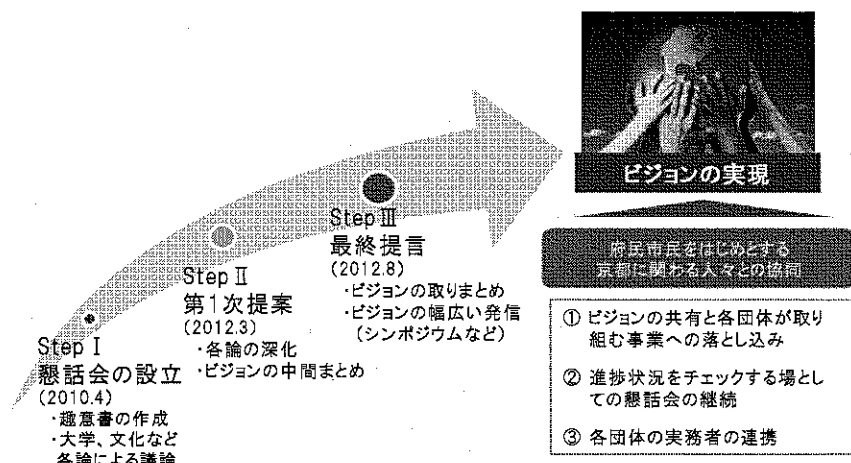 ビジョンの実現
府民市民をはじめとする
京都に関わる人々との協同
Step Ⅲ
最終提言
(2012.8)
・ビジョンの取りまとめ
・ビジョンの幅広い発信
(シンポジウムなど)
Step Ⅱ
第1次提案
(2012.3)
・各論の深化
・ビジョンの中間まとめ
Step Ⅰ
懇話会の設立
(2010.4)
・趣意書の作成
・大学、文化など
各論による議論
① ビジョンの共有と各団体が取り
組む事業への落とし込み
② 進捗状況をチェックする場とし
ての懇話会の継続
③ 各団体の実務者の連携